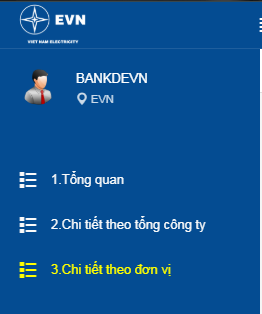 EVN
VIET NAM ELECTRICITY
BANKDEVN
EVN
1.Tổng quan
2.Chi tiết theo tổng công ty
3.Chi tiết theo đơn vị